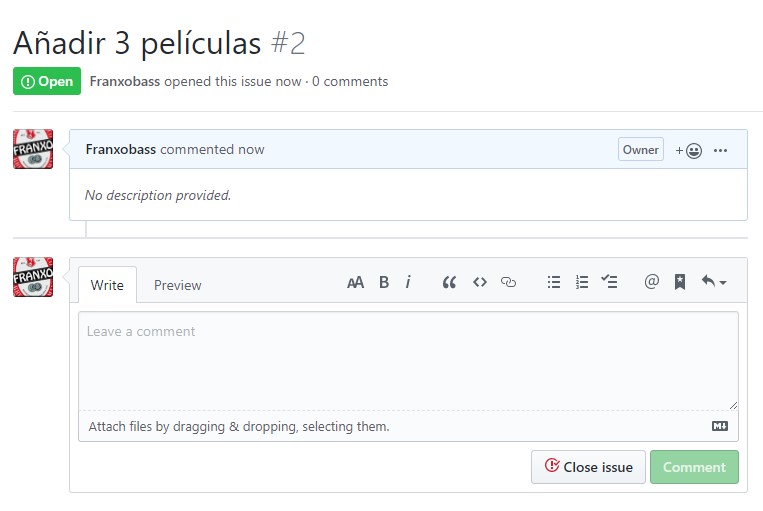 Añadir 3 películas #2
Open Franxobass opened this issue now · 0 comments
FRANXO
Franxobass commented now Owner
No description provided.
FRANXO
Write Preview AA B i @
Leave a comment
Attach files by dragging & dropping, selecting them.
Close issue Comment